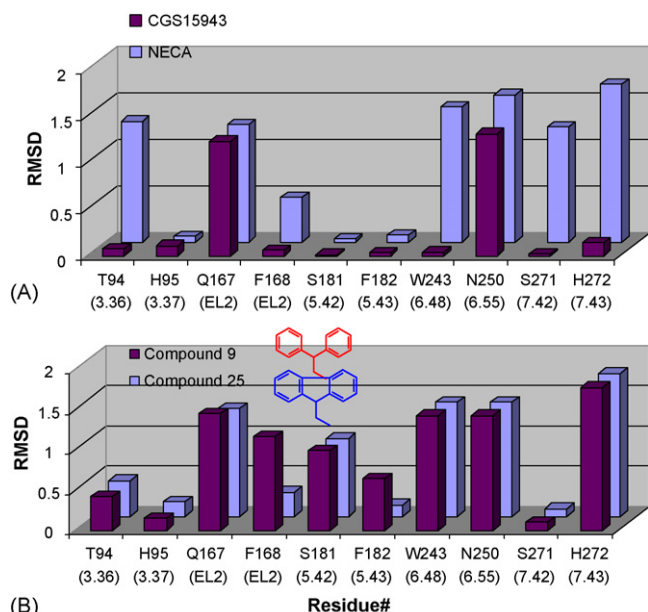 CGS15943
NECA
RMSD
2
1.5
1
0.5
0
T94 H95 Q167 F168 S181 F182 W243 N250 S271 H272
(3.36) (3.37) (EL2) (EL2) (5.42) (5.43) (6.48) (6.55) (7.42) (7.43)
(A)
Compound 9
Compound 25
RMSD
2
1.5
1
0.5
0
T94 H95 Q167 F168 S181 F182 W243 N250 S271 H272
(3.36) (3.37) (EL2) (EL2) (5.42) (5.43) (6.48) (6.55) (7.42) (7.43)
(B)
Residue#